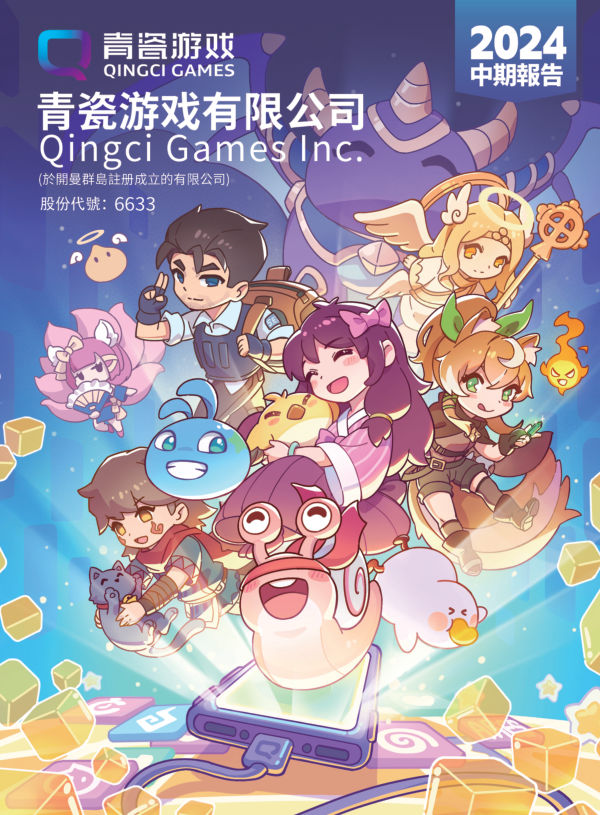 青瓷游戏
QINGCI GAMES
2024
中期報告
青瓷游戏有限公司
Qingci Games Inc.
(於開曼群島註册成立的有限公司)
股份代號：6633